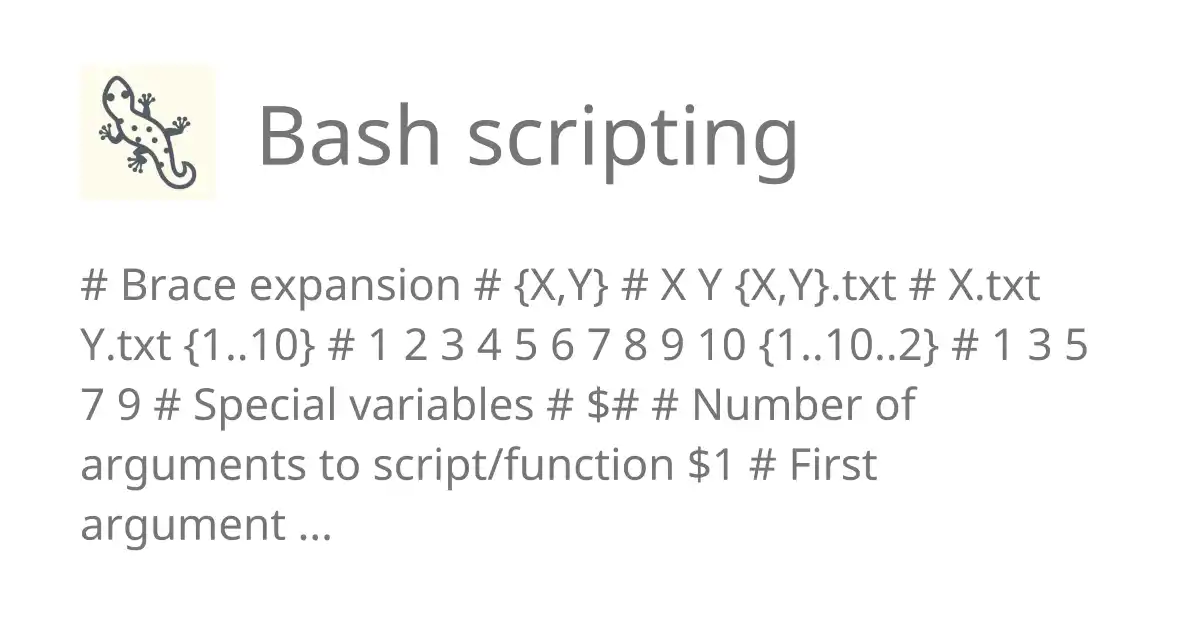 Bash scripting
# Brace expansion # {X,Y} # X Y {X,Y}.txt # X.txt
Y.txt {1..10} # 1 2 3 4 5 6 7 8 9 10 {1..10..2} # 1 3 5
7 9 # Special variables # $# # Number of
arguments to script/function $1 # First
argument ...